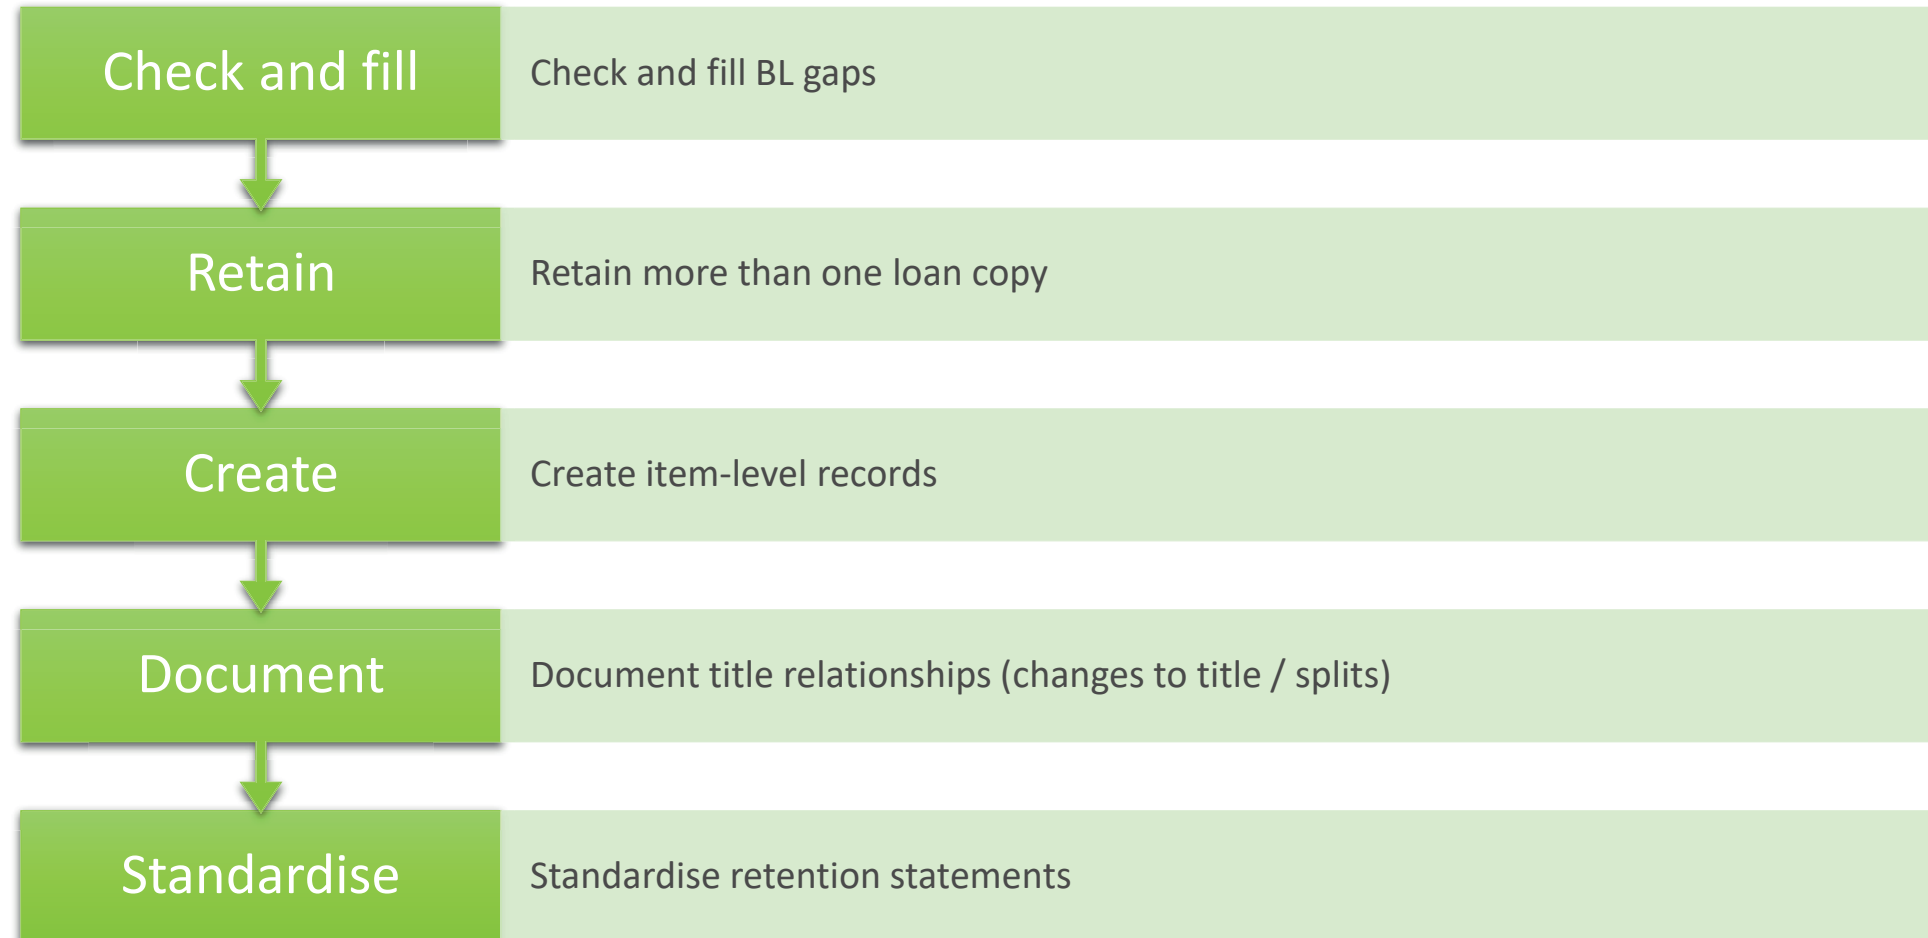 Check and fill
Check and fill BL gaps
Retain
Retain more than one loan copy
Create
Create item-level records
Document
Document title relationships (changes to title / splits)
Standardise
Standardise retention statements